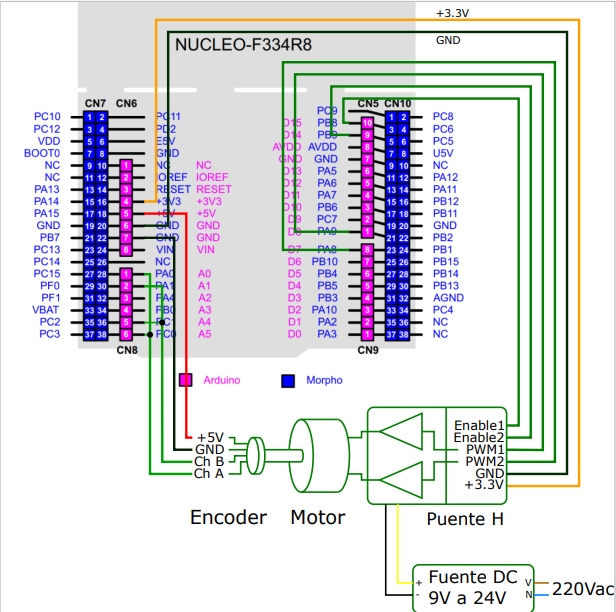 +3.3V
GND
NUCLEO-F334R8
CN7 CN6 CN5 CN10
PC10 1 2 PC11 PC9 1 2 PC8
PC12 3 4 PD2 D15 PB8 10 3 4 PC6
VDD 5 6 E5V D14 PB9 9 5 6 PC5
BOOT0 7 8 GND AVDD AVDD 8 7 8 U5V
NC 9 10 1 NC NC GND GND 7 9 10 NC
NC 11 12 2 IOREF IOREF D13 PA5 6 11 12 PA12
PA13 13 14 3 RESET RESET D12 PA6 5 13 14 PA11
PA14 15 16 4 +3V3 +3V3 D11 PA7 4 15 16 PB12
PA15 17 18 5 +5V +5V D10 PB6 3 17 18 PB11
GND 19 20 6 GND GND D9 PC7 2 19 20 GND
PB7 21 22 7 GND GND D8 PA9 1 21 22 PB2
PC13 23 24 8 VIN VIN D7 PA8 8 23 24 PB1
PC14 25 26 NC D6 PB10 7 25 26 PB15
PC15 27 28 1 PA0 A0 D5 PB4 6 27 28 PB14
PF0 29 30 2 PA1 A1 D4 PB5 5 29 30 PB13
PF1 31 32 3 PA4 A2 D3 PB3 4 31 32 AGND
VBAT 33 34 4 PB0 A3 D2 PA10 3 33 34 PC4
PC2 35 36 5 PC1 A4 D1 PA2 2 35 36 NC
PC3 37 38 6 PC0 A5 D0 PA3 1 37 38 NC
CN8 CN9
Arduino Morpho
+5V
GND
Ch B
Ch A
Enable1
Enable2
PWM1
PWM2
GND
+3.3V
Encoder Motor Puente H
+ Fuente DC V
- 9V a 24V N
220Vac